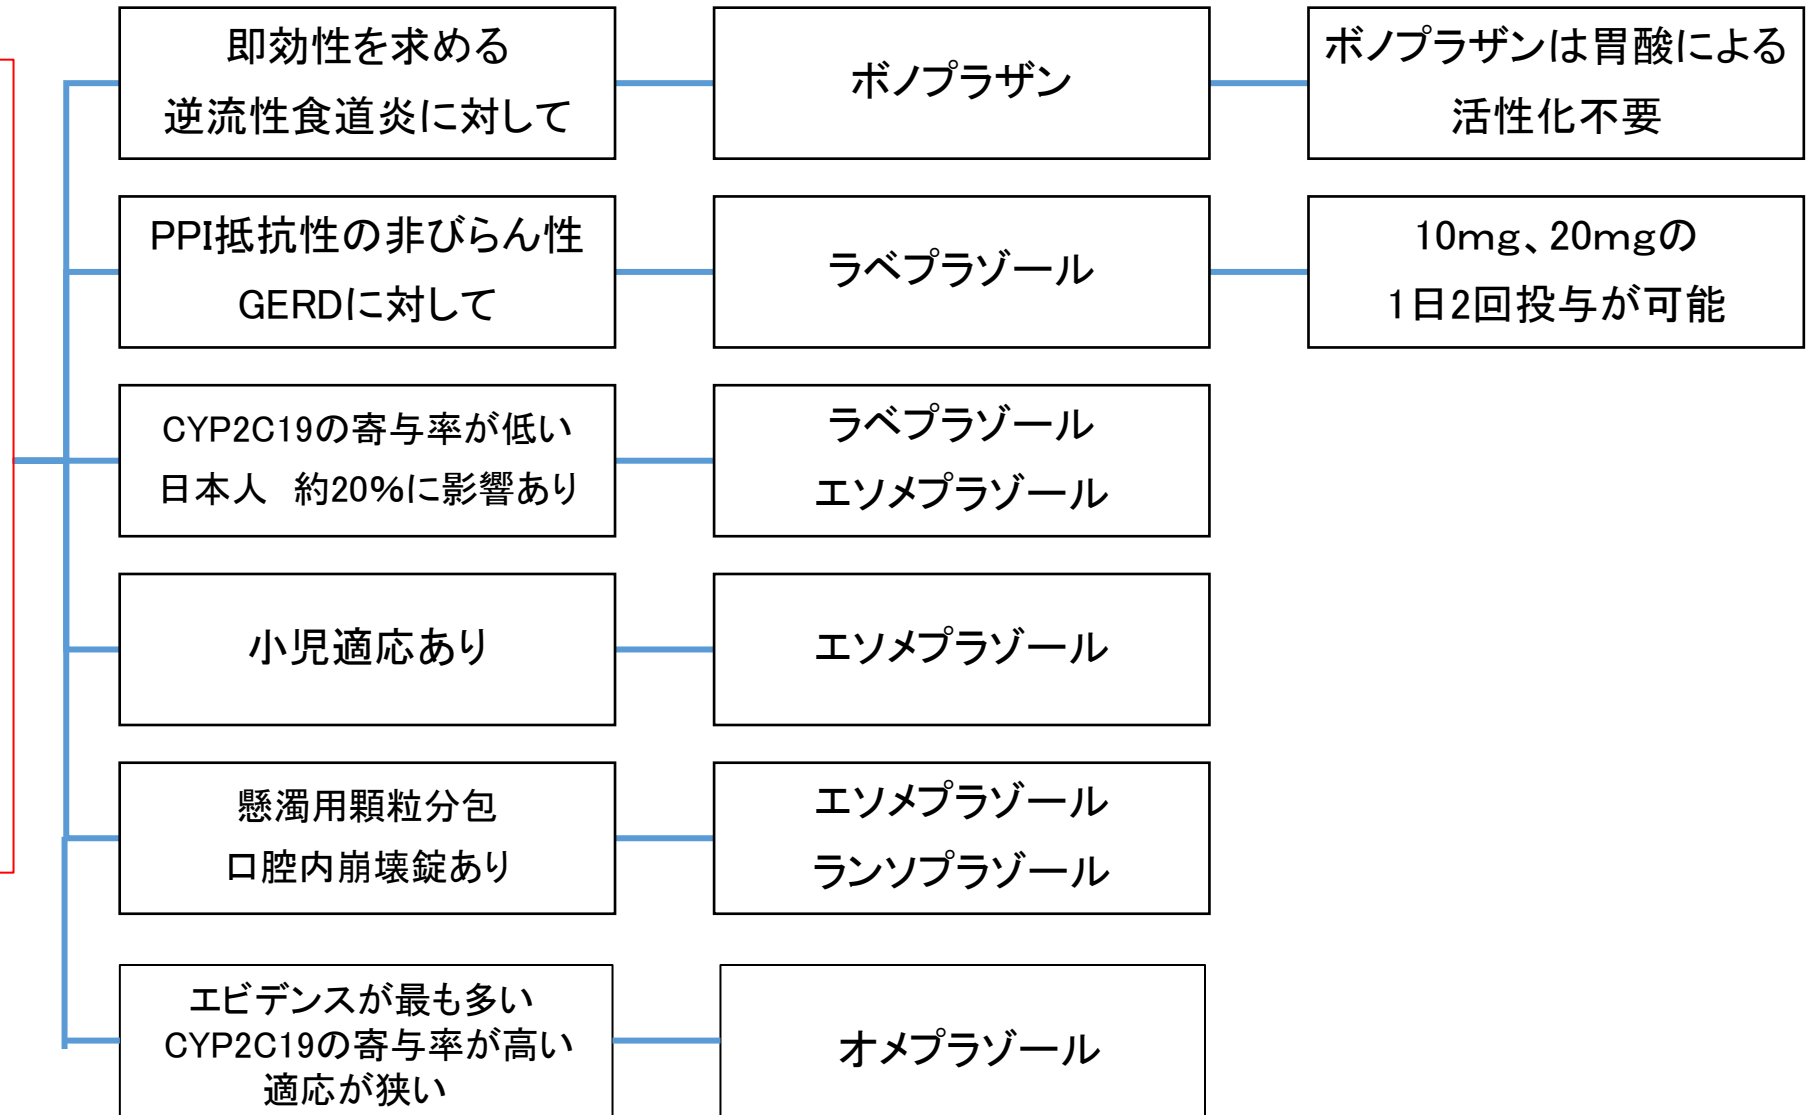 即効性を求める
逆流性食道炎に対して
ボノプラザン
ボノプラザンは胃酸による
活性化不要
PPI抵抗性の非びらん性
GERDに対して
ラベプラゾール
10mg、20mgの
1日2回投与が可能
CYP2C19の寄与率が低い
日本人 約20%に影響あり
ラベプラゾール
エソメプラゾール
小児適応あり
エソメプラゾール
懸濁用顆粒分包
口腔内崩壊錠あり
エソメプラゾール
ランソプラゾール
エビデンスが最も多い
CYP2C19の寄与率が高い
適応が狭い
オメプラゾール